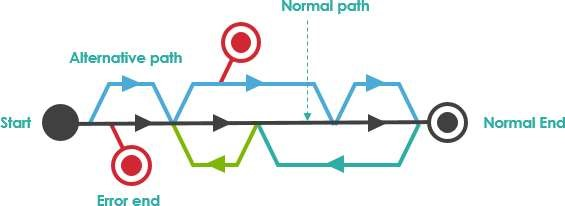 Normal path
Alternative path
Start
Normal End
Error end